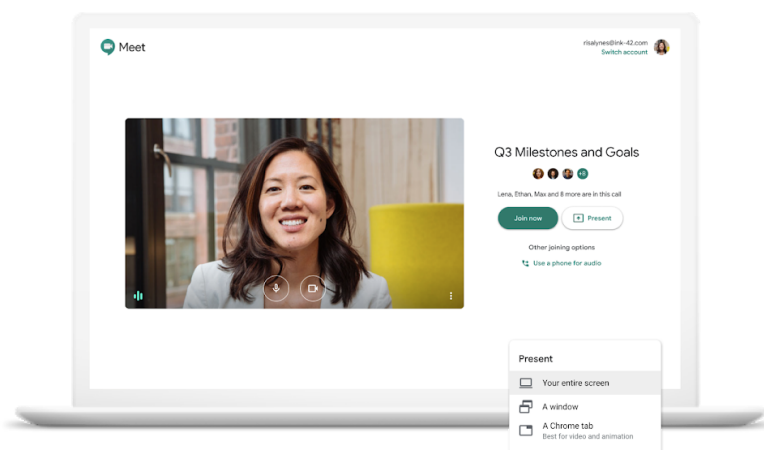 Meet
risalynes@ink-42.com
Switch account
Q3 Milestones and Goals
+8
Lena, Ethan, Max and 8 more are in this call
Join now
Present
Other joining options
Use a phone for audio
Present
Your entire screen
A window
A Chrome tab
Best for video and animation